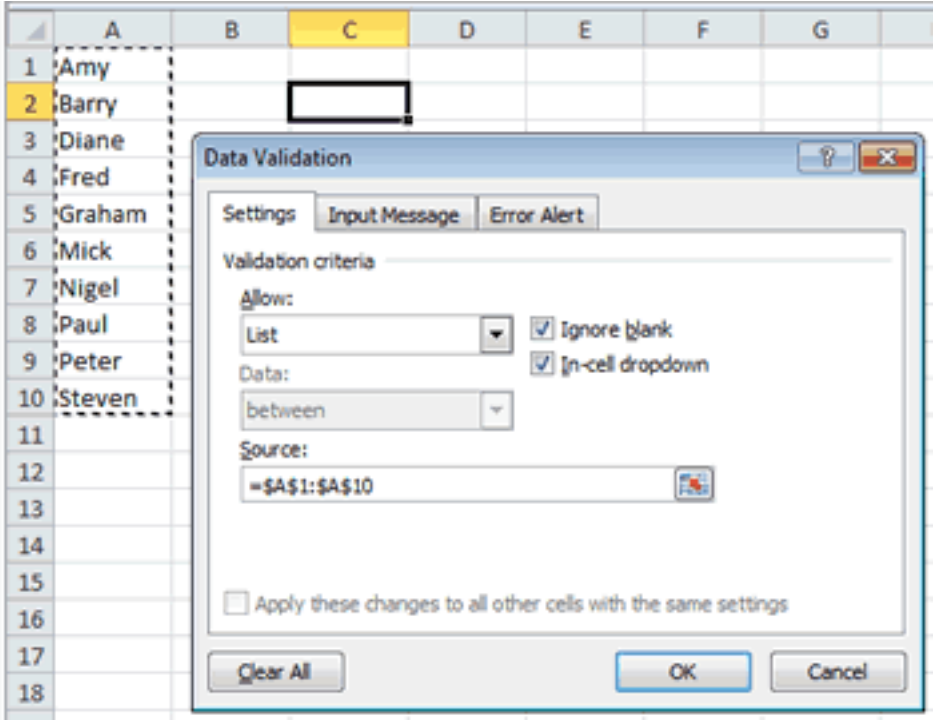 A B C D E F G
1 Amy
2 Barry
3 Diane
4 Fred
5 Graham
6 Mick
7 Nigel
8 Paul
9 Peter
10 Steven
11
12
13
14
15
16
17
18
Data Validation
Settings Input Message Error Alert
Validation criteria
Allow:
List
Ignore blank
Data:
In-cell dropdown
between
Source:
=$A$1:$A$10
Apply these changes to all other cells with the same settings
Clear All OK Cancel